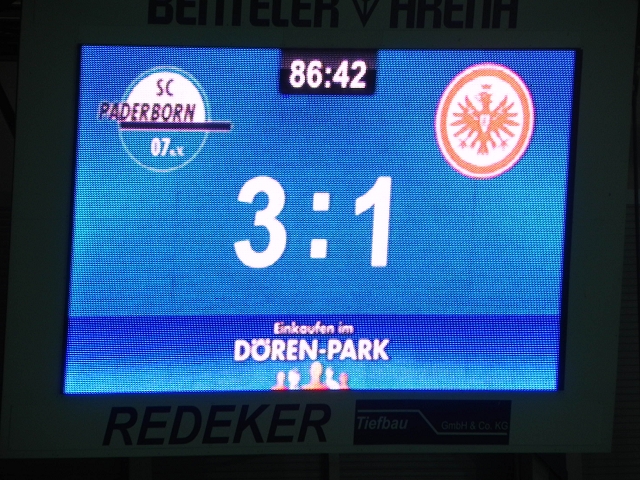 BENTELER ARENA
86:42
SC
PADERBORN
07 e.V.
3:1
Einkaufen im
DÖREN-PARK
REDEKER
Tiefbau GmbH & Co. KG